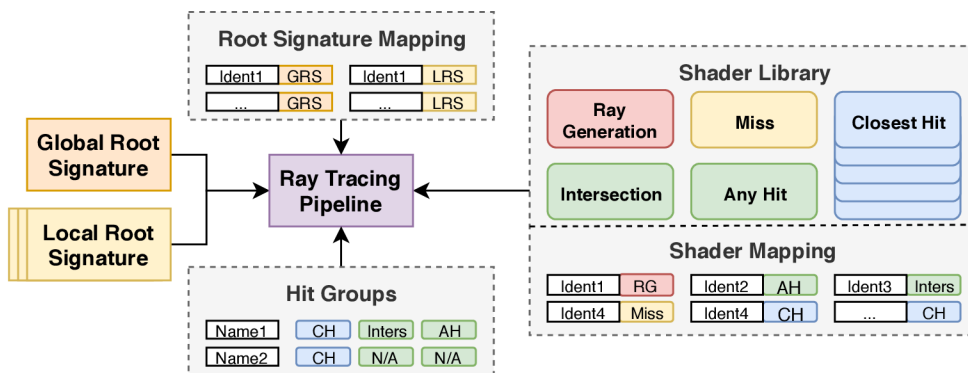 Root Signature Mapping
Ident1 GRS Ident1 LRS
... GRS ... LRS
Global Root
Signature
Local Root
Signature
Ray Tracing
Pipeline
Hit Groups
Name1 CH Inters AH
Name2 CH N/A N/A
Shader Library
Ray
Generation
Miss
Closest Hit
Intersection
Any Hit
Shader Mapping
Ident1 RG Ident2 AH Ident3 Inters
Ident4 Miss Ident4 CH ... CH